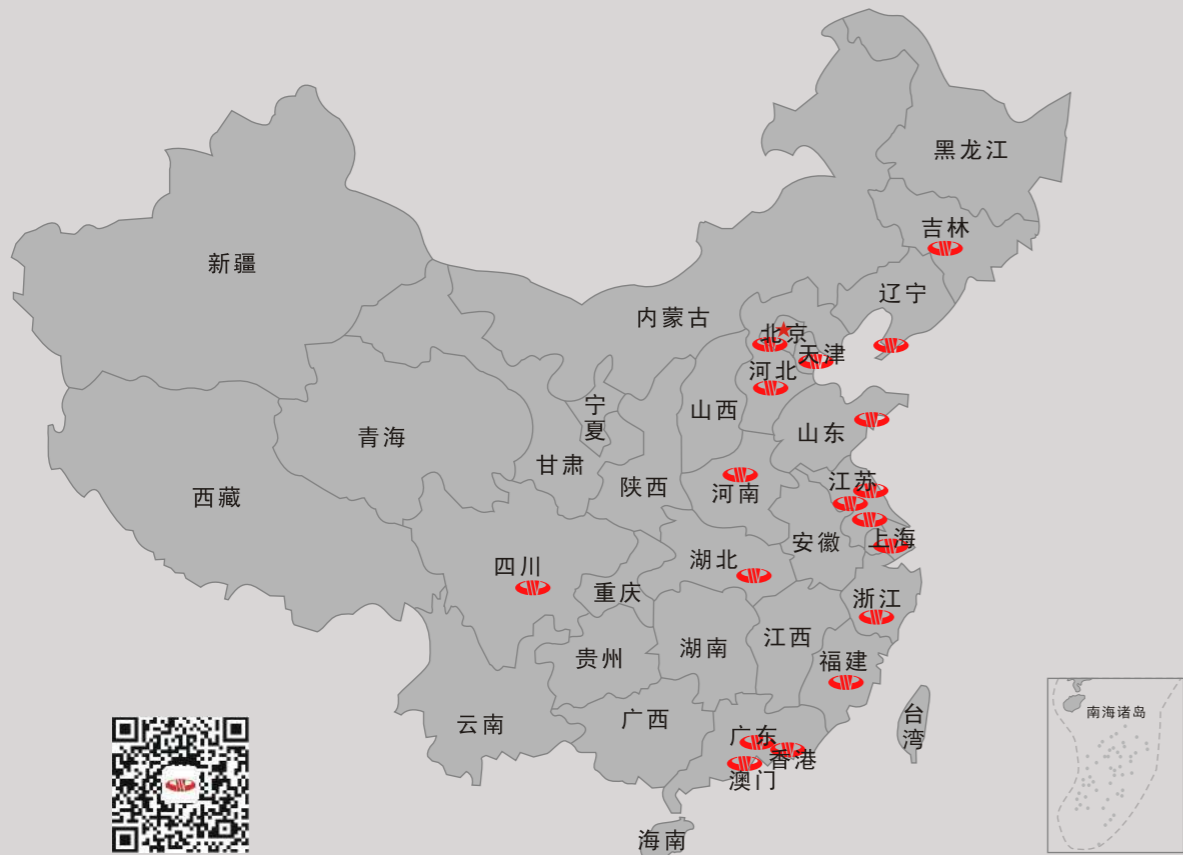 黑龙江
吉林
新疆
辽宁
内蒙古
北京
天津
河北
宁夏
山西
青海
山东
甘肃
陕西
江苏
河南
西藏
上海
安徽
湖北
四川
重庆
浙江
江西
湖南
贵州
福建
南海诸岛
广西
云南
台湾
广东
香港
澳门
海南